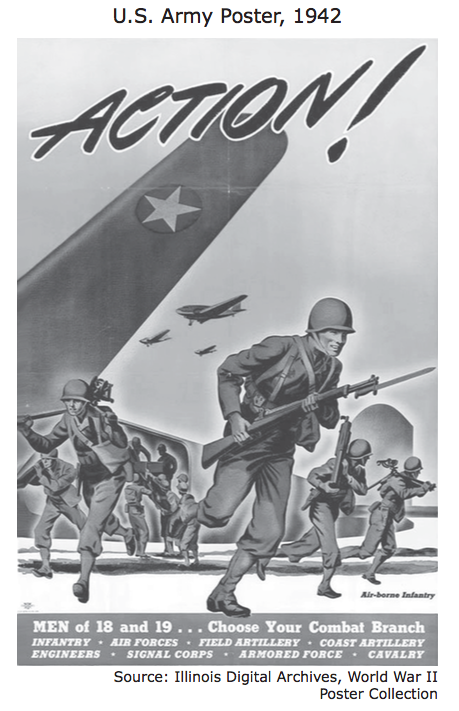 U.S. Army Poster, 1942
ACTION!
Air-borne Infantry
MEN of 18 and 19 . . . Choose Your Combat Branch
INFANTRY • AIR FORCES • FIELD ARTILLERY • COAST ARTILLERY
ENGINEERS • SIGNAL CORPS • ARMORED FORCE • CAVALRY
Source: Illinois Digital Archives, World War II
Poster Collection